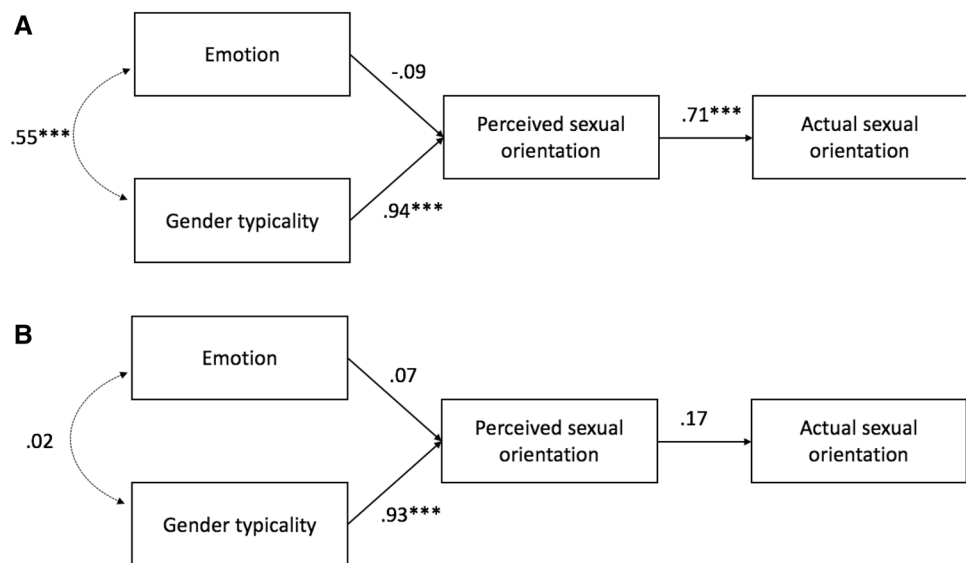 A
Emotion
-.09
.55***
Perceived sexual
orientation
.71***
Actual sexual
orientation
Gender typicality
.94***
B
Emotion
.07
.02
Perceived sexual
orientation
.17
Actual sexual
orientation
Gender typicality
.93***